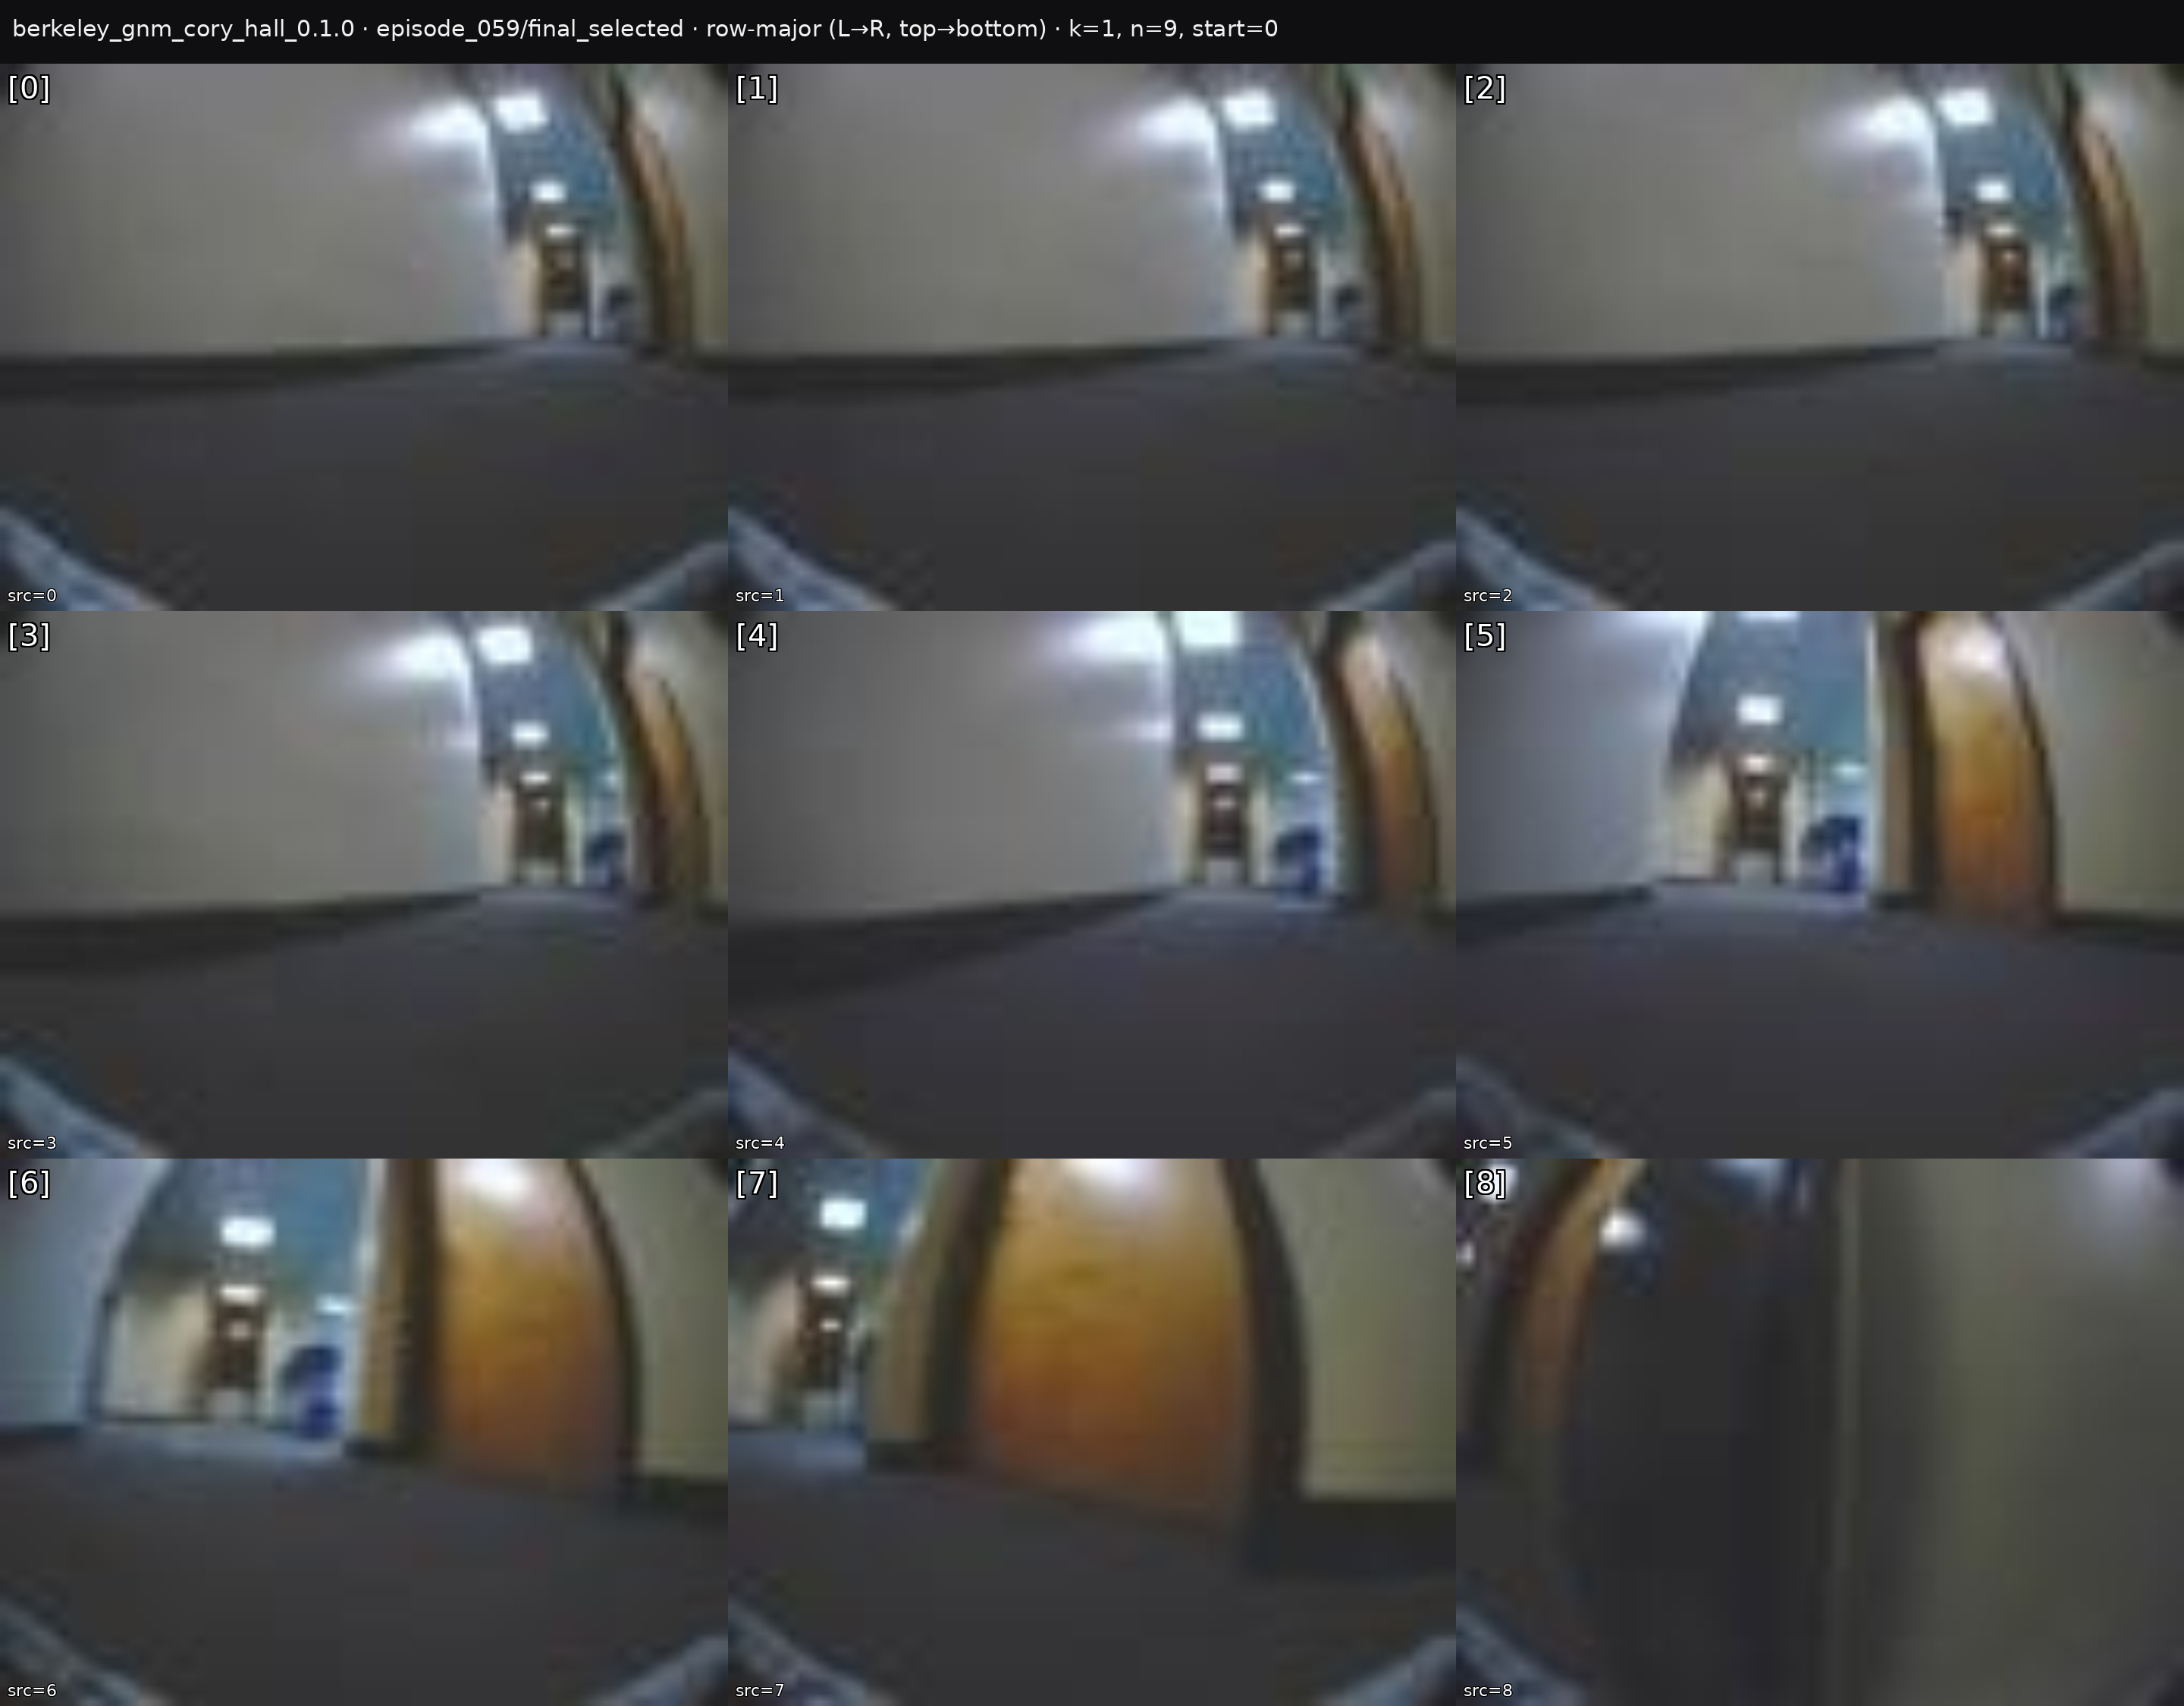 berkeley_gnm_cory_hall_0.1.0 · episode_059/final_selected · row-major (L→R, top→bottom) · k=1, n=9, start=0
[0]
[1]
[2]
src=0
src=1
src=2
[3]
[4]
[5]
src=3
src=4
src=5
[6]
[7]
[8]
src=6
src=7
src=8